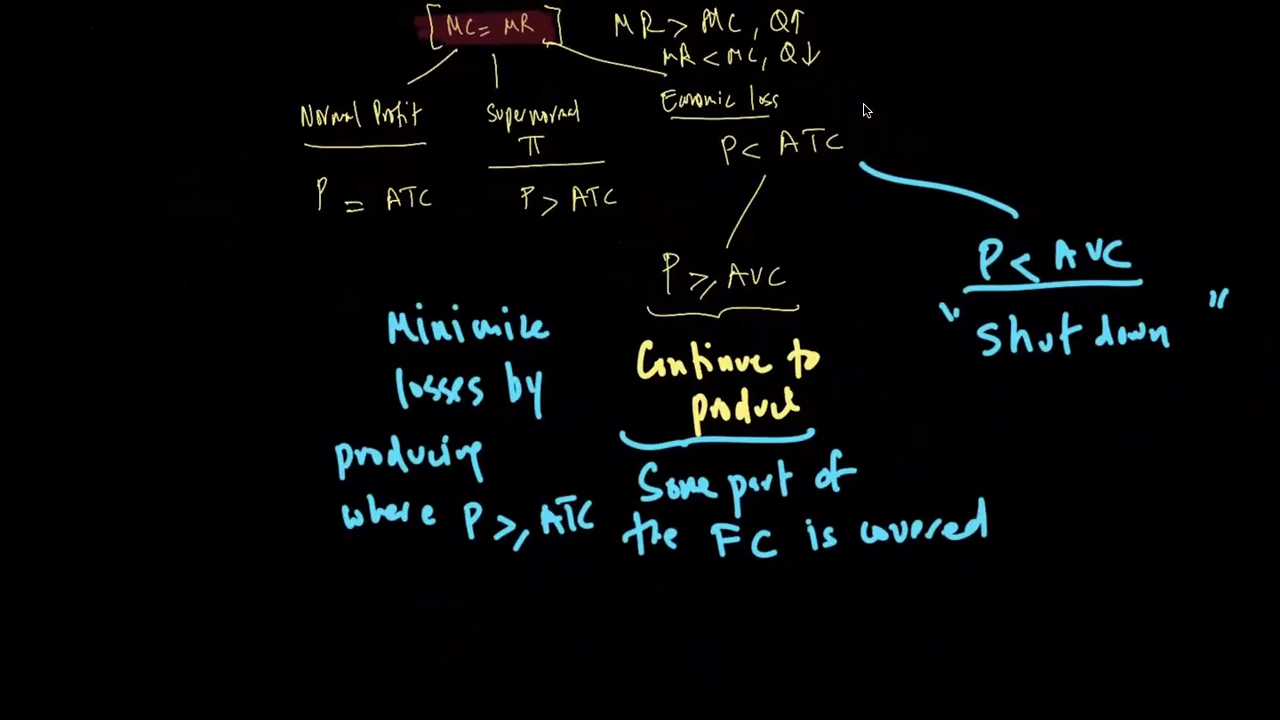 [MC = MR]
MR > MC, Q↑
MR < MC, Q↓
Normal Profit
P = ATC
Supernormal
π
P > ATC
Economic loss
P < ATC
P ⩾ AVC
Continue to
produce
Some part of
the FC is covered
Minimize
losses by
producing
where P ⩾ ATC
P < AVC
"shut down"